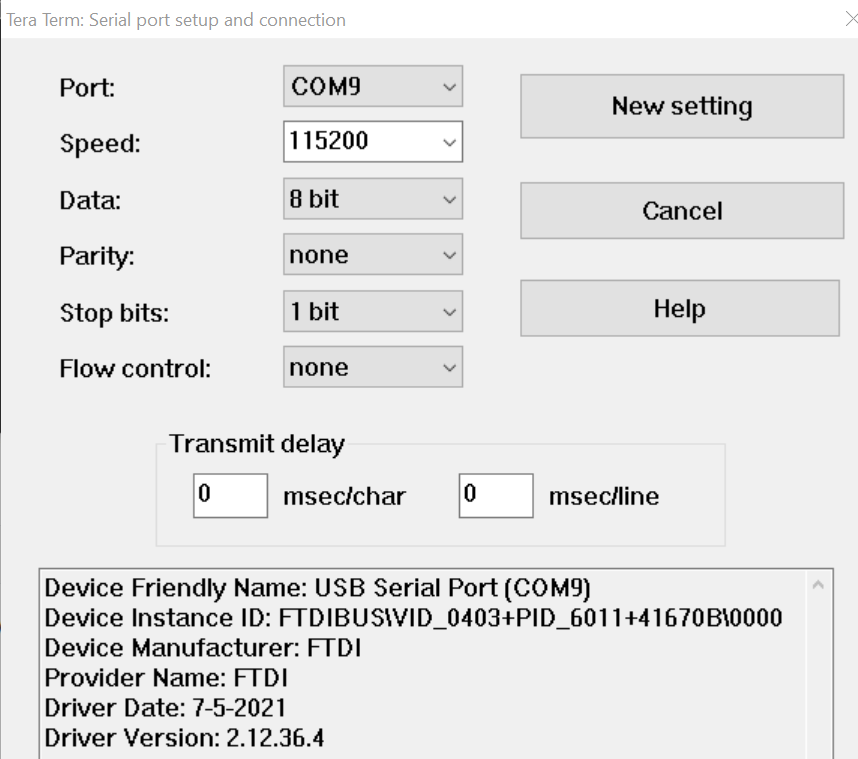 Tera Term: Serial port setup and connection
Port: COM9
New setting
Speed: 115200
Data: 8 bit
Cancel
Parity: none
Stop bits: 1 bit
Help
Flow control: none
Transmit delay
0 msec/char 0 msec/line
Device Friendly Name: USB Serial Port (COM9)
Device Instance ID: FTDIBUS\VID_0403+PID_6011+41670B\0000
Device Manufacturer: FTDI
Provider Name: FTDI
Driver Date: 7-5-2021
Driver Version: 2.12.36.4